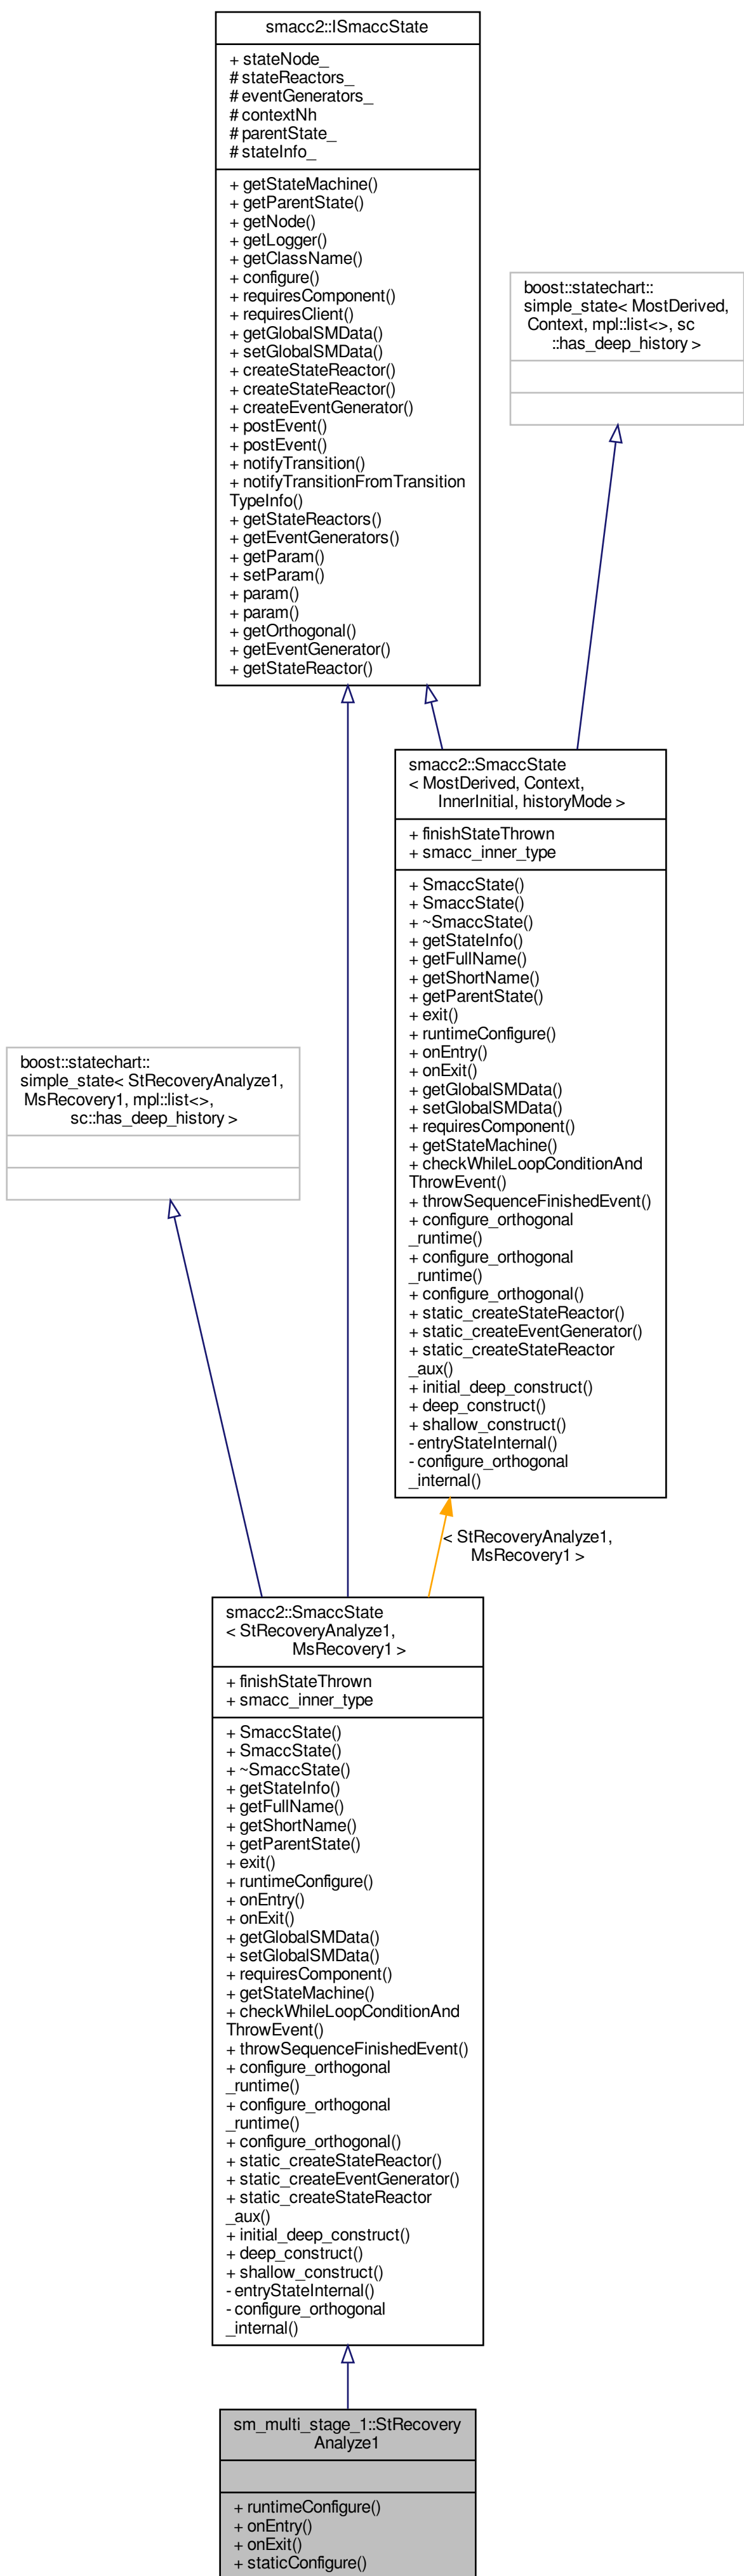 smacc2::ISmaccState
+ stateNode_
# stateReactors_
# eventGenerators_
# contextNh
# parentState_
# stateInfo_
+ getStateMachine()
+ getParentState()
+ getNode()
+ getLogger()
+ getClassName()
+ configure()
+ requiresComponent()
+ requiresClient()
+ getGlobalSMData()
+ setGlobalSMData()
+ createStateReactor()
+ createStateReactor()
+ createEventGenerator()
+ postEvent()
+ postEvent()
+ notifyTransition()
+ notifyTransitionFromTransition
TypeInfo()
+ getStateReactors()
+ getEventGenerators()
+ getParam()
+ setParam()
+ param()
+ param()
+ getOrthogonal()
+ getEventGenerator()
+ getStateReactor()
boost::statechart::
simple_state< MostDerived,
Context, mpl::list<>, sc
::has_deep_history >
smacc2::SmaccState
< MostDerived, Context,
InnerInitial, historyMode >
+ finishStateThrown
+ smacc_inner_type
+ SmaccState()
+ SmaccState()
+ ~SmaccState()
+ getStateInfo()
+ getFullName()
+ getShortName()
+ getParentState()
+ exit()
+ runtimeConfigure()
+ onEntry()
+ onExit()
+ getGlobalSMData()
+ setGlobalSMData()
+ requiresComponent()
+ getStateMachine()
+ checkWhileLoopConditionAnd
ThrowEvent()
+ throwSequenceFinishedEvent()
+ configure_orthogonal
_runtime()
+ configure_orthogonal
_runtime()
+ configure_orthogonal()
+ static_createStateReactor()
+ static_createEventGenerator()
+ static_createStateReactor
_aux()
+ initial_deep_construct()
+ deep_construct()
+ shallow_construct()
- entryStateInternal()
- configure_orthogonal
_internal()
boost::statechart::
simple_state< StRecoveryAnalyze1,
MsRecovery1, mpl::list<>,
sc::has_deep_history >
< StRecoveryAnalyze1,
MsRecovery1 >
smacc2::SmaccState
< StRecoveryAnalyze1,
MsRecovery1 >
+ finishStateThrown
+ smacc_inner_type
+ SmaccState()
+ SmaccState()
+ ~SmaccState()
+ getStateInfo()
+ getFullName()
+ getShortName()
+ getParentState()
+ exit()
+ runtimeConfigure()
+ onEntry()
+ onExit()
+ getGlobalSMData()
+ setGlobalSMData()
+ requiresComponent()
+ getStateMachine()
+ checkWhileLoopConditionAnd
ThrowEvent()
+ throwSequenceFinishedEvent()
+ configure_orthogonal
_runtime()
+ configure_orthogonal
_runtime()
+ configure_orthogonal()
+ static_createStateReactor()
+ static_createEventGenerator()
+ static_createStateReactor
_aux()
+ initial_deep_construct()
+ deep_construct()
+ shallow_construct()
- entryStateInternal()
- configure_orthogonal
_internal()
sm_multi_stage_1::StRecovery
Analyze1
+ runtimeConfigure()
+ onEntry()
+ onExit()
+ staticConfigure()